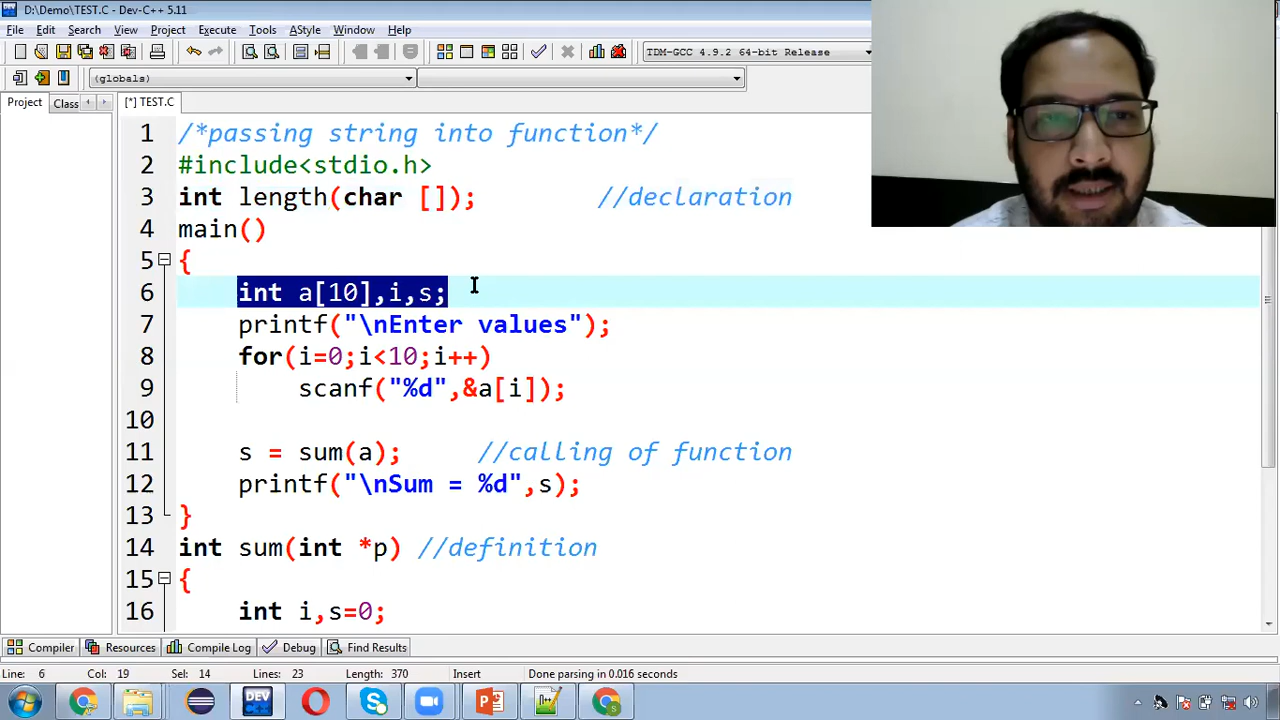 D:\Demo\TEST.C - Dev-C++ 5.11
File Edit Search View Project Execute Tools AStyle Window Help
TDM-GCC 4.9.2 64-bit Release
(globals)
Project Class [*] TEST.C
1 /*passing string into function*/
2 #include<stdio.h>
3 int length(char []); //declaration
4 main()
5 {
6 int a[10],i,s;
7 printf("\nEnter values");
8 for(i=0;i<10;i++)
9 scanf("%d",&a[i]);
10
11 s = sum(a); //calling of function
12 printf("\nSum = %d",s);
13 }
14 int sum(int *p) //definition
15 {
16 int i,s=0;
Compiler Resources Compile Log Debug Find Results
Line: 6 Col: 19 Sel: 14 Lines: 23 Length: 370 Insert Done parsing in 0.016 seconds
DEV C++